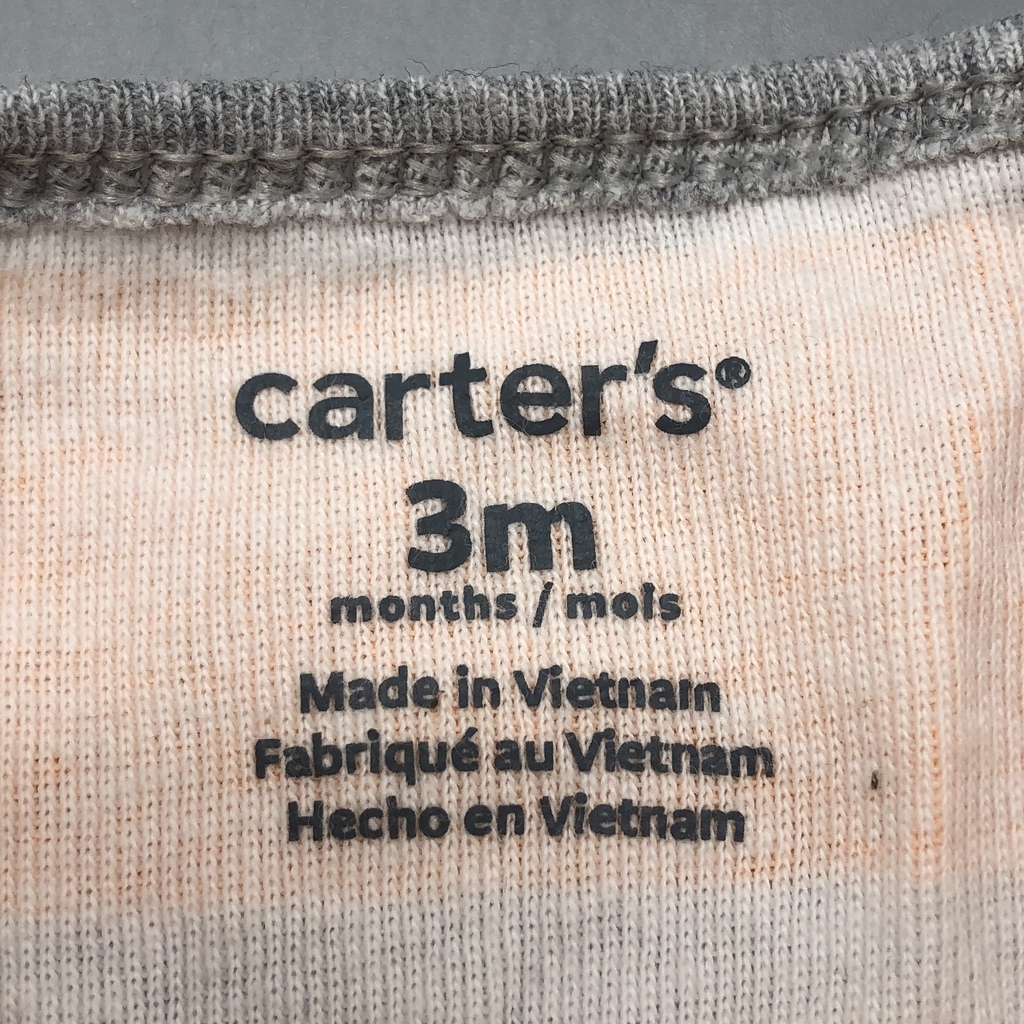 carter's®
3m
months / mois
Made in Vietnam
Fabriqué au Vietnam
Hecho en Vietnam